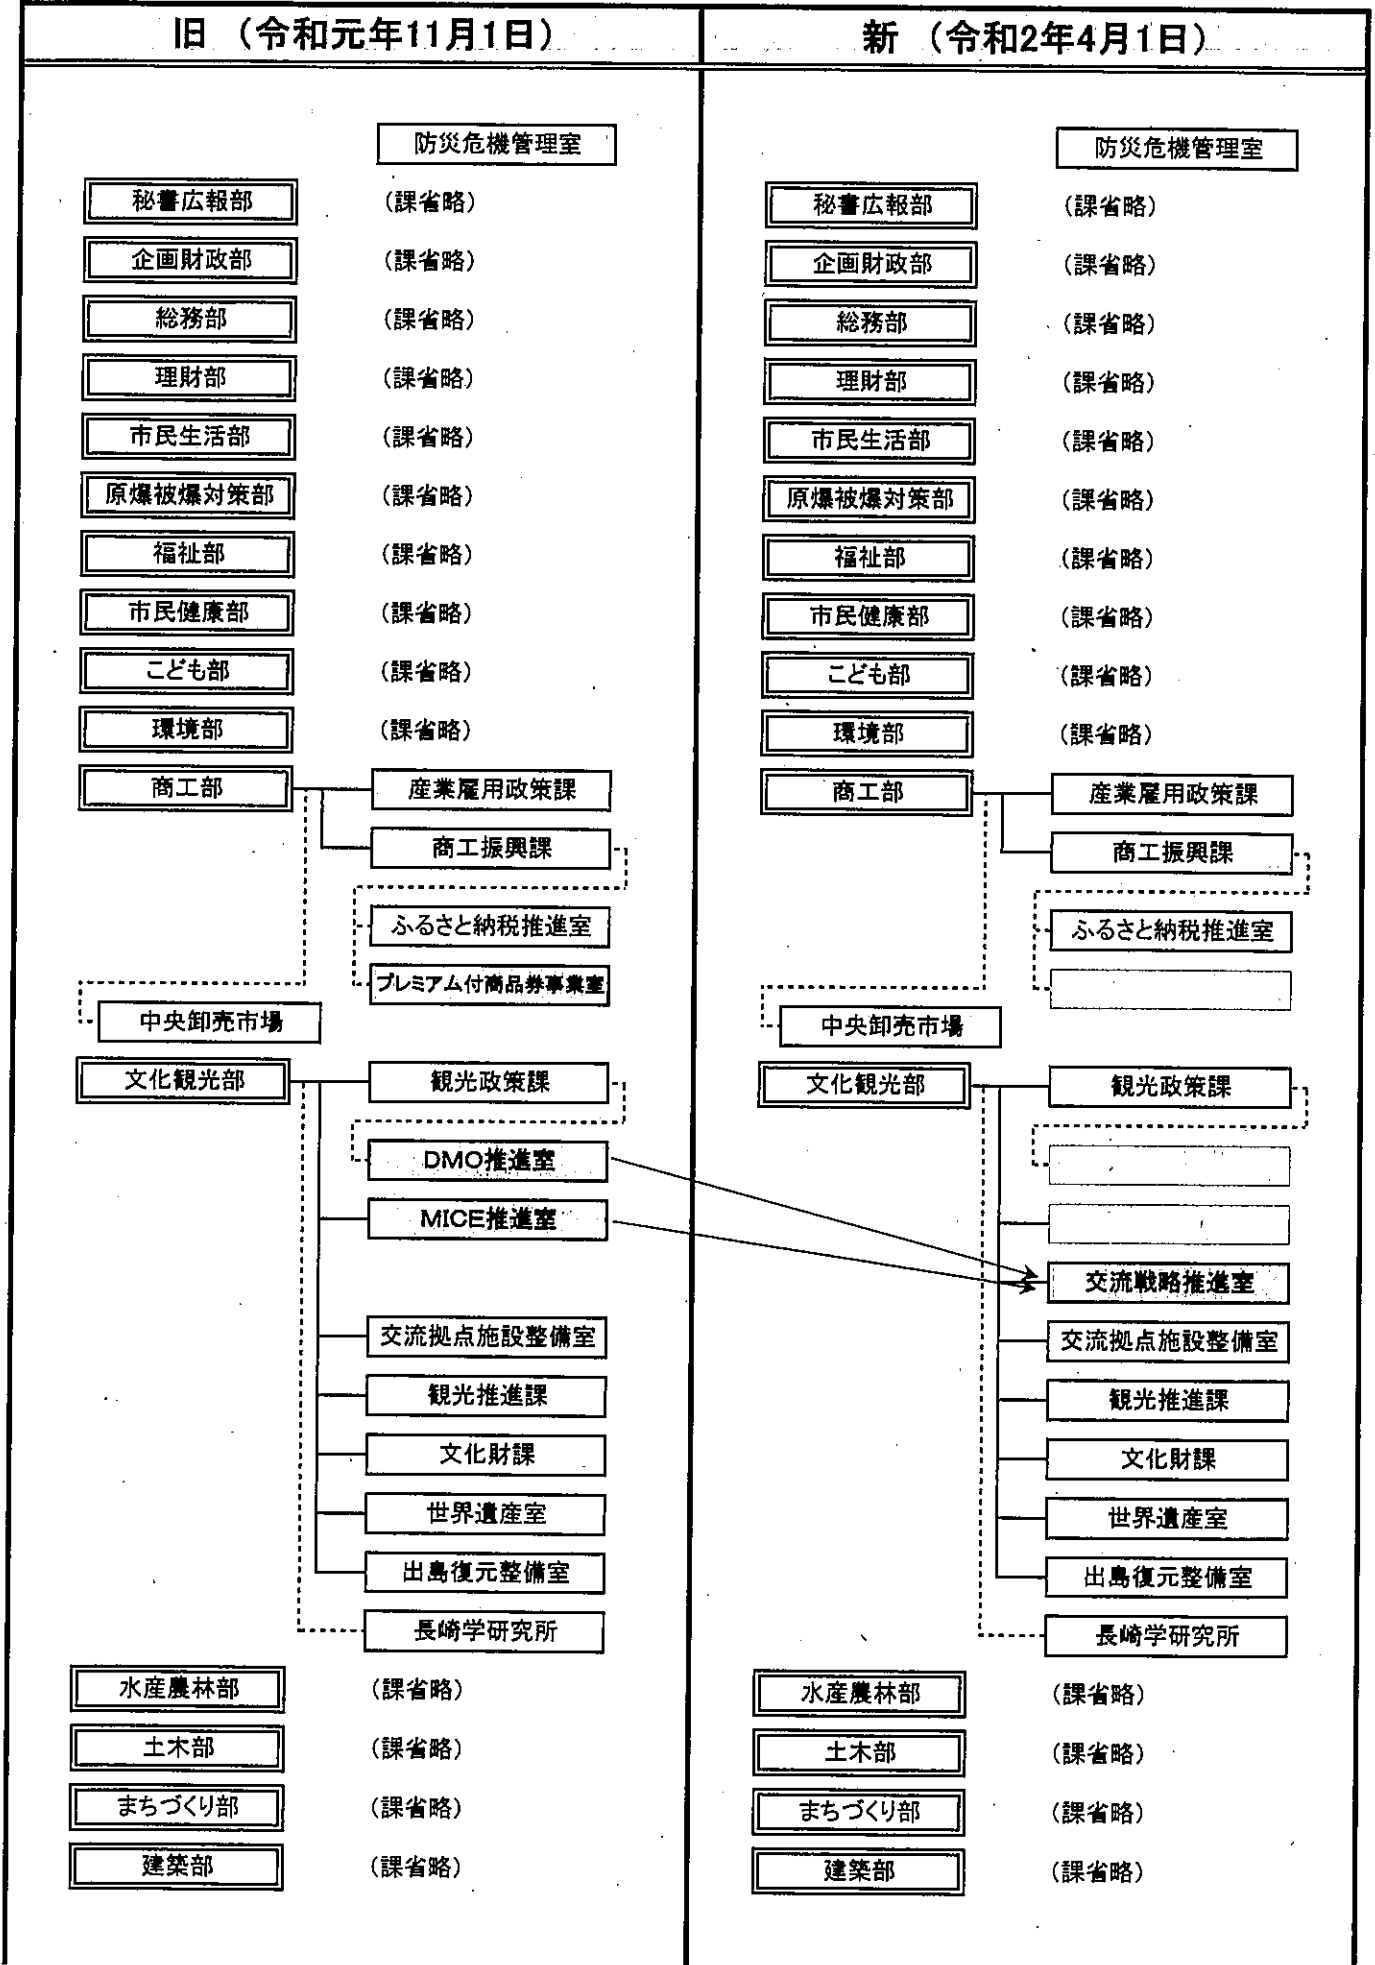 旧 （令和元年11月1日）
防災危機管理室
秘書広報部 （課省略）
企画財政部 （課省略）
総務部 （課省略）
理財部 （課省略）
市民生活部 （課省略）
原爆被爆対策部 （課省略）
福祉部 （課省略）
市民健康部 （課省略）
こども部 （課省略）
環境部 （課省略）
商工部 産業雇用政策課
商工振興課
ふるさと納税推進室
プレミアム付商品券事業室
中央卸売市場
文化観光部 観光政策課
DMO推進室
MICE推進室
交流拠点施設整備室
観光推進課
文化財課
世界遺産室
出島復元整備室
長崎学研究所
水産農林部 （課省略）
土木部 （課省略）
まちづくり部 （課省略）
建築部 （課省略）
新 （令和2年4月1日）
防災危機管理室
秘書広報部 （課省略）
企画財政部 （課省略）
総務部 （課省略）
理財部 （課省略）
市民生活部 （課省略）
原爆被爆対策部 （課省略）
福祉部 （課省略）
市民健康部 （課省略）
こども部 （課省略）
環境部 （課省略）
商工部 産業雇用政策課
商工振興課
ふるさと納税推進室
中央卸売市場
文化観光部 観光政策課
交流戦略推進室
交流拠点施設整備室
観光推進課
文化財課
世界遺産室
出島復元整備室
長崎学研究所
水産農林部 （課省略）
土木部 （課省略）
まちづくり部 （課省略）
建築部 （課省略）